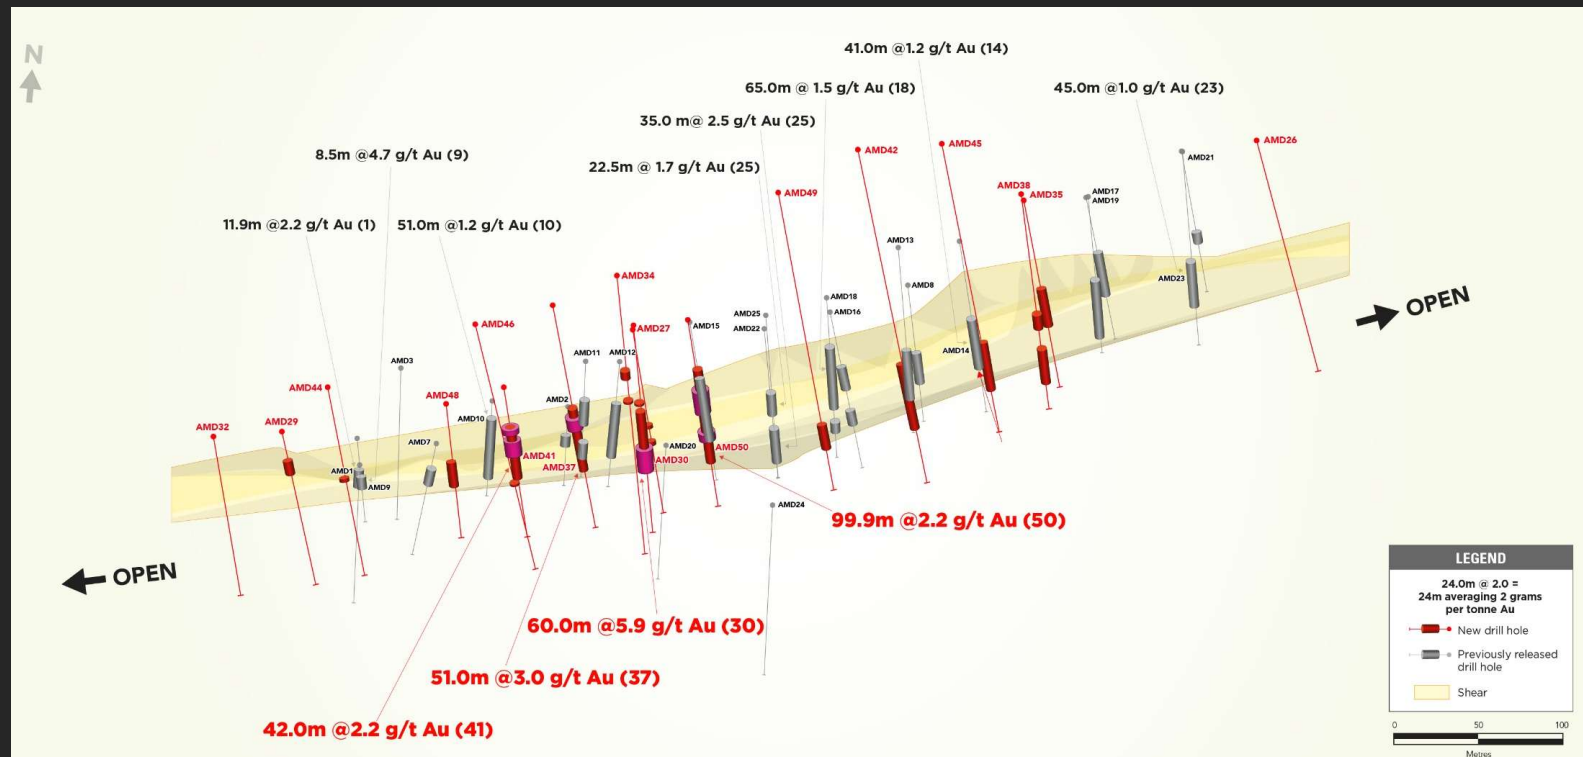 N
41.0m @1.2 g/t Au (14)
65.0m @ 1.5 g/t Au (18)
45.0m @1.0 g/t Au (23)
35.0 m@ 2.5 g/t Au (25)
8.5m @4.7 g/t Au (9)
22.5m @ 1.7 g/t Au (25)
11.9m @2.2 g/t Au (1)
51.0m @1.2 g/t Au (10)
AMD26
AMD45
AMD42
AMD21
AMD38
AMD35
AMD17
AMD19
AMD49
AMD13
AMD34
AMD23
AMD8
AMD18
AMD16
AMD25
AMD22
AMD46
AMD27
AMD15
AMD11
AMD12
AMD14
AMD3
AMD44
AMD48
AMD2
AMD10
AMD32
AMD29
AMD7
AMD20
AMD50
AMD41
AMD37
AMD30
AMD1
AMD9
AMD24
OPEN
OPEN
99.9m @2.2 g/t Au (50)
60.0m @5.9 g/t Au (30)
51.0m @3.0 g/t Au (37)
42.0m @2.2 g/t Au (41)
LEGEND
24.0m @ 2.0 =
24m averaging 2 grams
per tonne Au
New drill hole
Previously released
drill hole
Shear
0 50 100
Metres